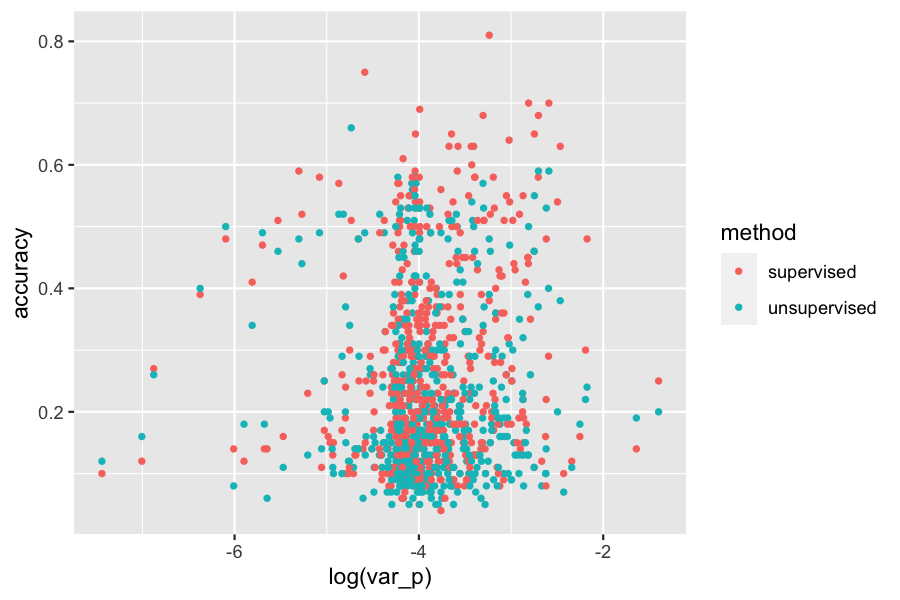 0.8
0.6
0.4
0.2
accuracy
-6
-4
-2
log(var_p)
method
supervised
unsupervised